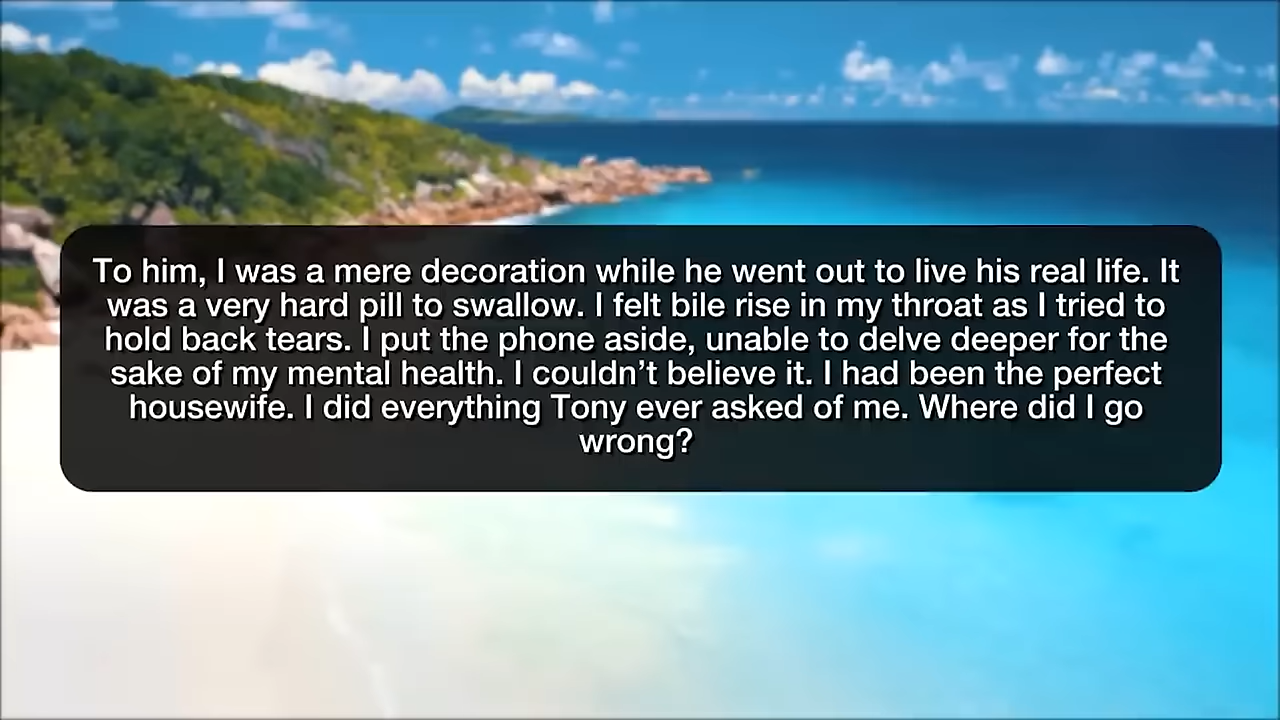 To him, I was a mere decoration while he went out to live his real life. It
was a very hard pill to swallow. I felt bile rise in my throat as I tried to
hold back tears. I put the phone aside, unable to delve deeper for the
sake of my mental health. I couldn’t believe it. I had been the perfect
housewife. I did everything Tony ever asked of me. Where did I go
wrong?